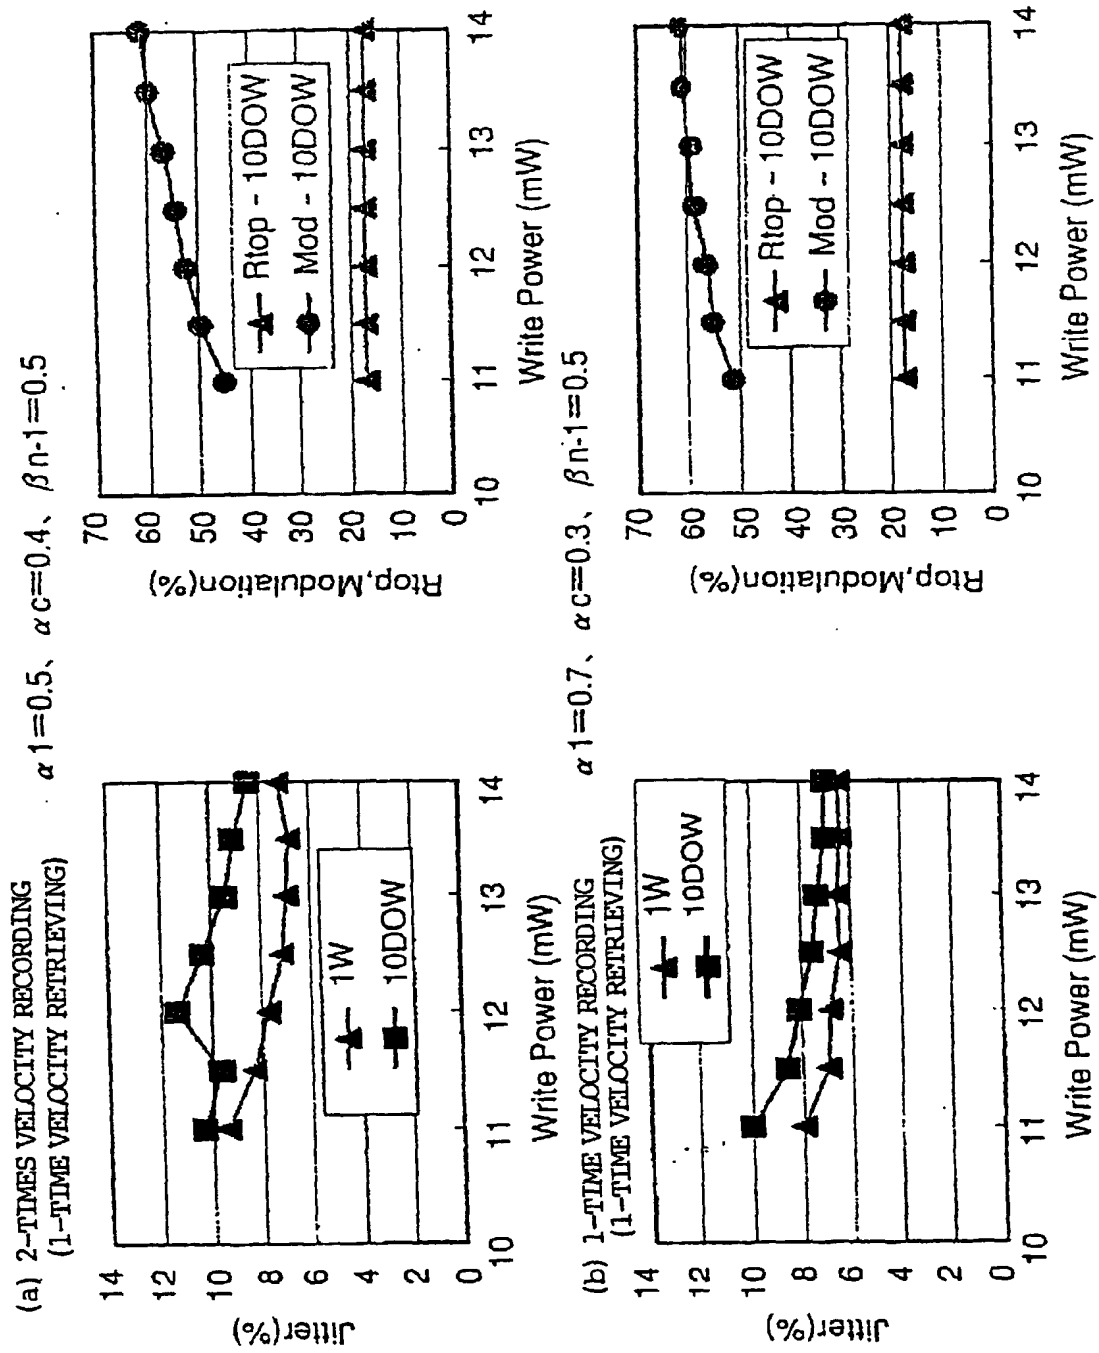 (a) 2-TIMES VELOCITY RECORDING
(1-TIME VELOCITY RETRIEVING)
α1=0.5、 αc=0.4、 βn-1=0.5
Jitter(%)
14
12
10
8
6
4
2
0
1W
10DOW
10
11
12
13
14
Write Power (mW)
Rtop,Modulation(%)
70
60
50
40
30
20
10
0
Rtop - 10DOW
Mod - 10DOW
10
11
12
13
14
Write Power (mW)
(b) 1-TIME VELOCITY RECORDING
(1-TIME VELOCITY RETRIEVING)
α1=0.7、 αc=0.3、 βn-1=0.5
Jitter(%)
14
12
10
8
6
4
2
0
1W
10DOW
10
11
12
13
14
Write Power (mW)
Rtop,Modulation(%)
70
60
50
40
30
20
10
0
Rtop - 10DOW
Mod - 10DOW
10
11
12
13
14
Write Power (mW)